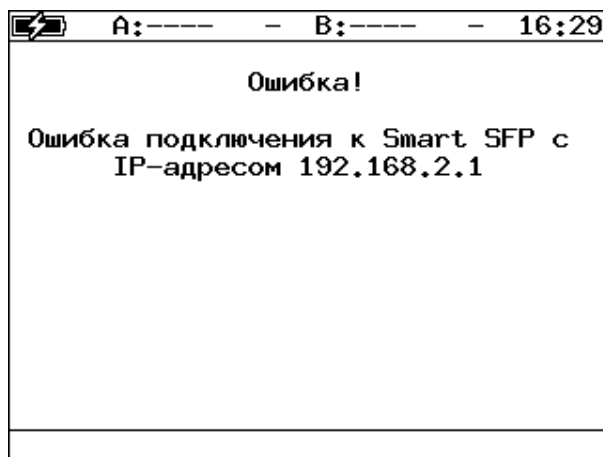 A:---- - B:---- - 16:29
Ошибка!
Ошибка подключения к Smart SFP с
IP-адресом 192.168.2.1